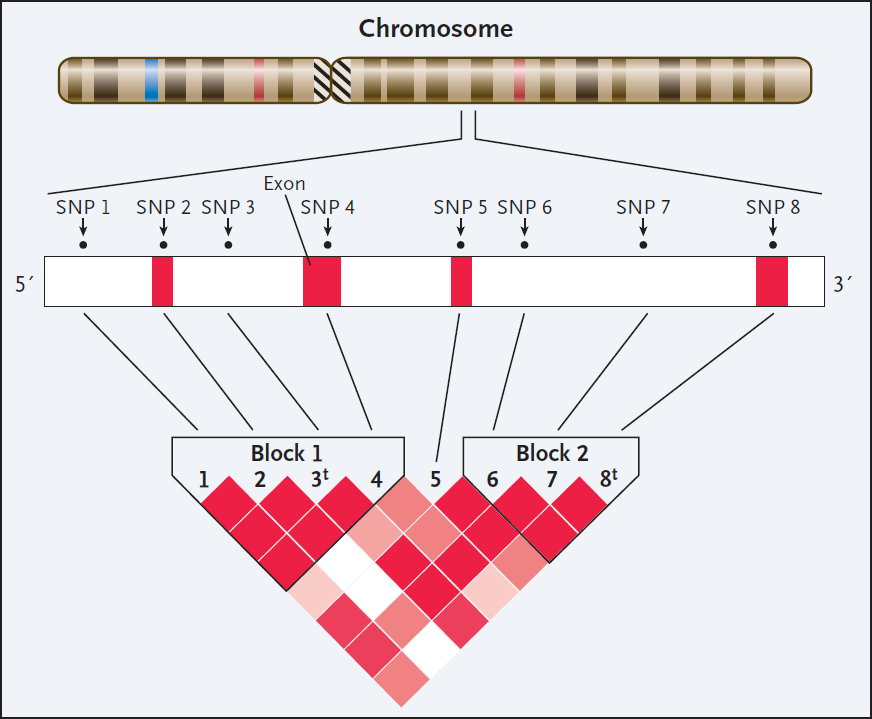 Chromosome
Exon
SNP 1 SNP 2 SNP 3 SNP 4 SNP 5 SNP 6 SNP 7 SNP 8
5′ 3′
Block 1 Block 2
1 2 3t 4 5 6 7 8t